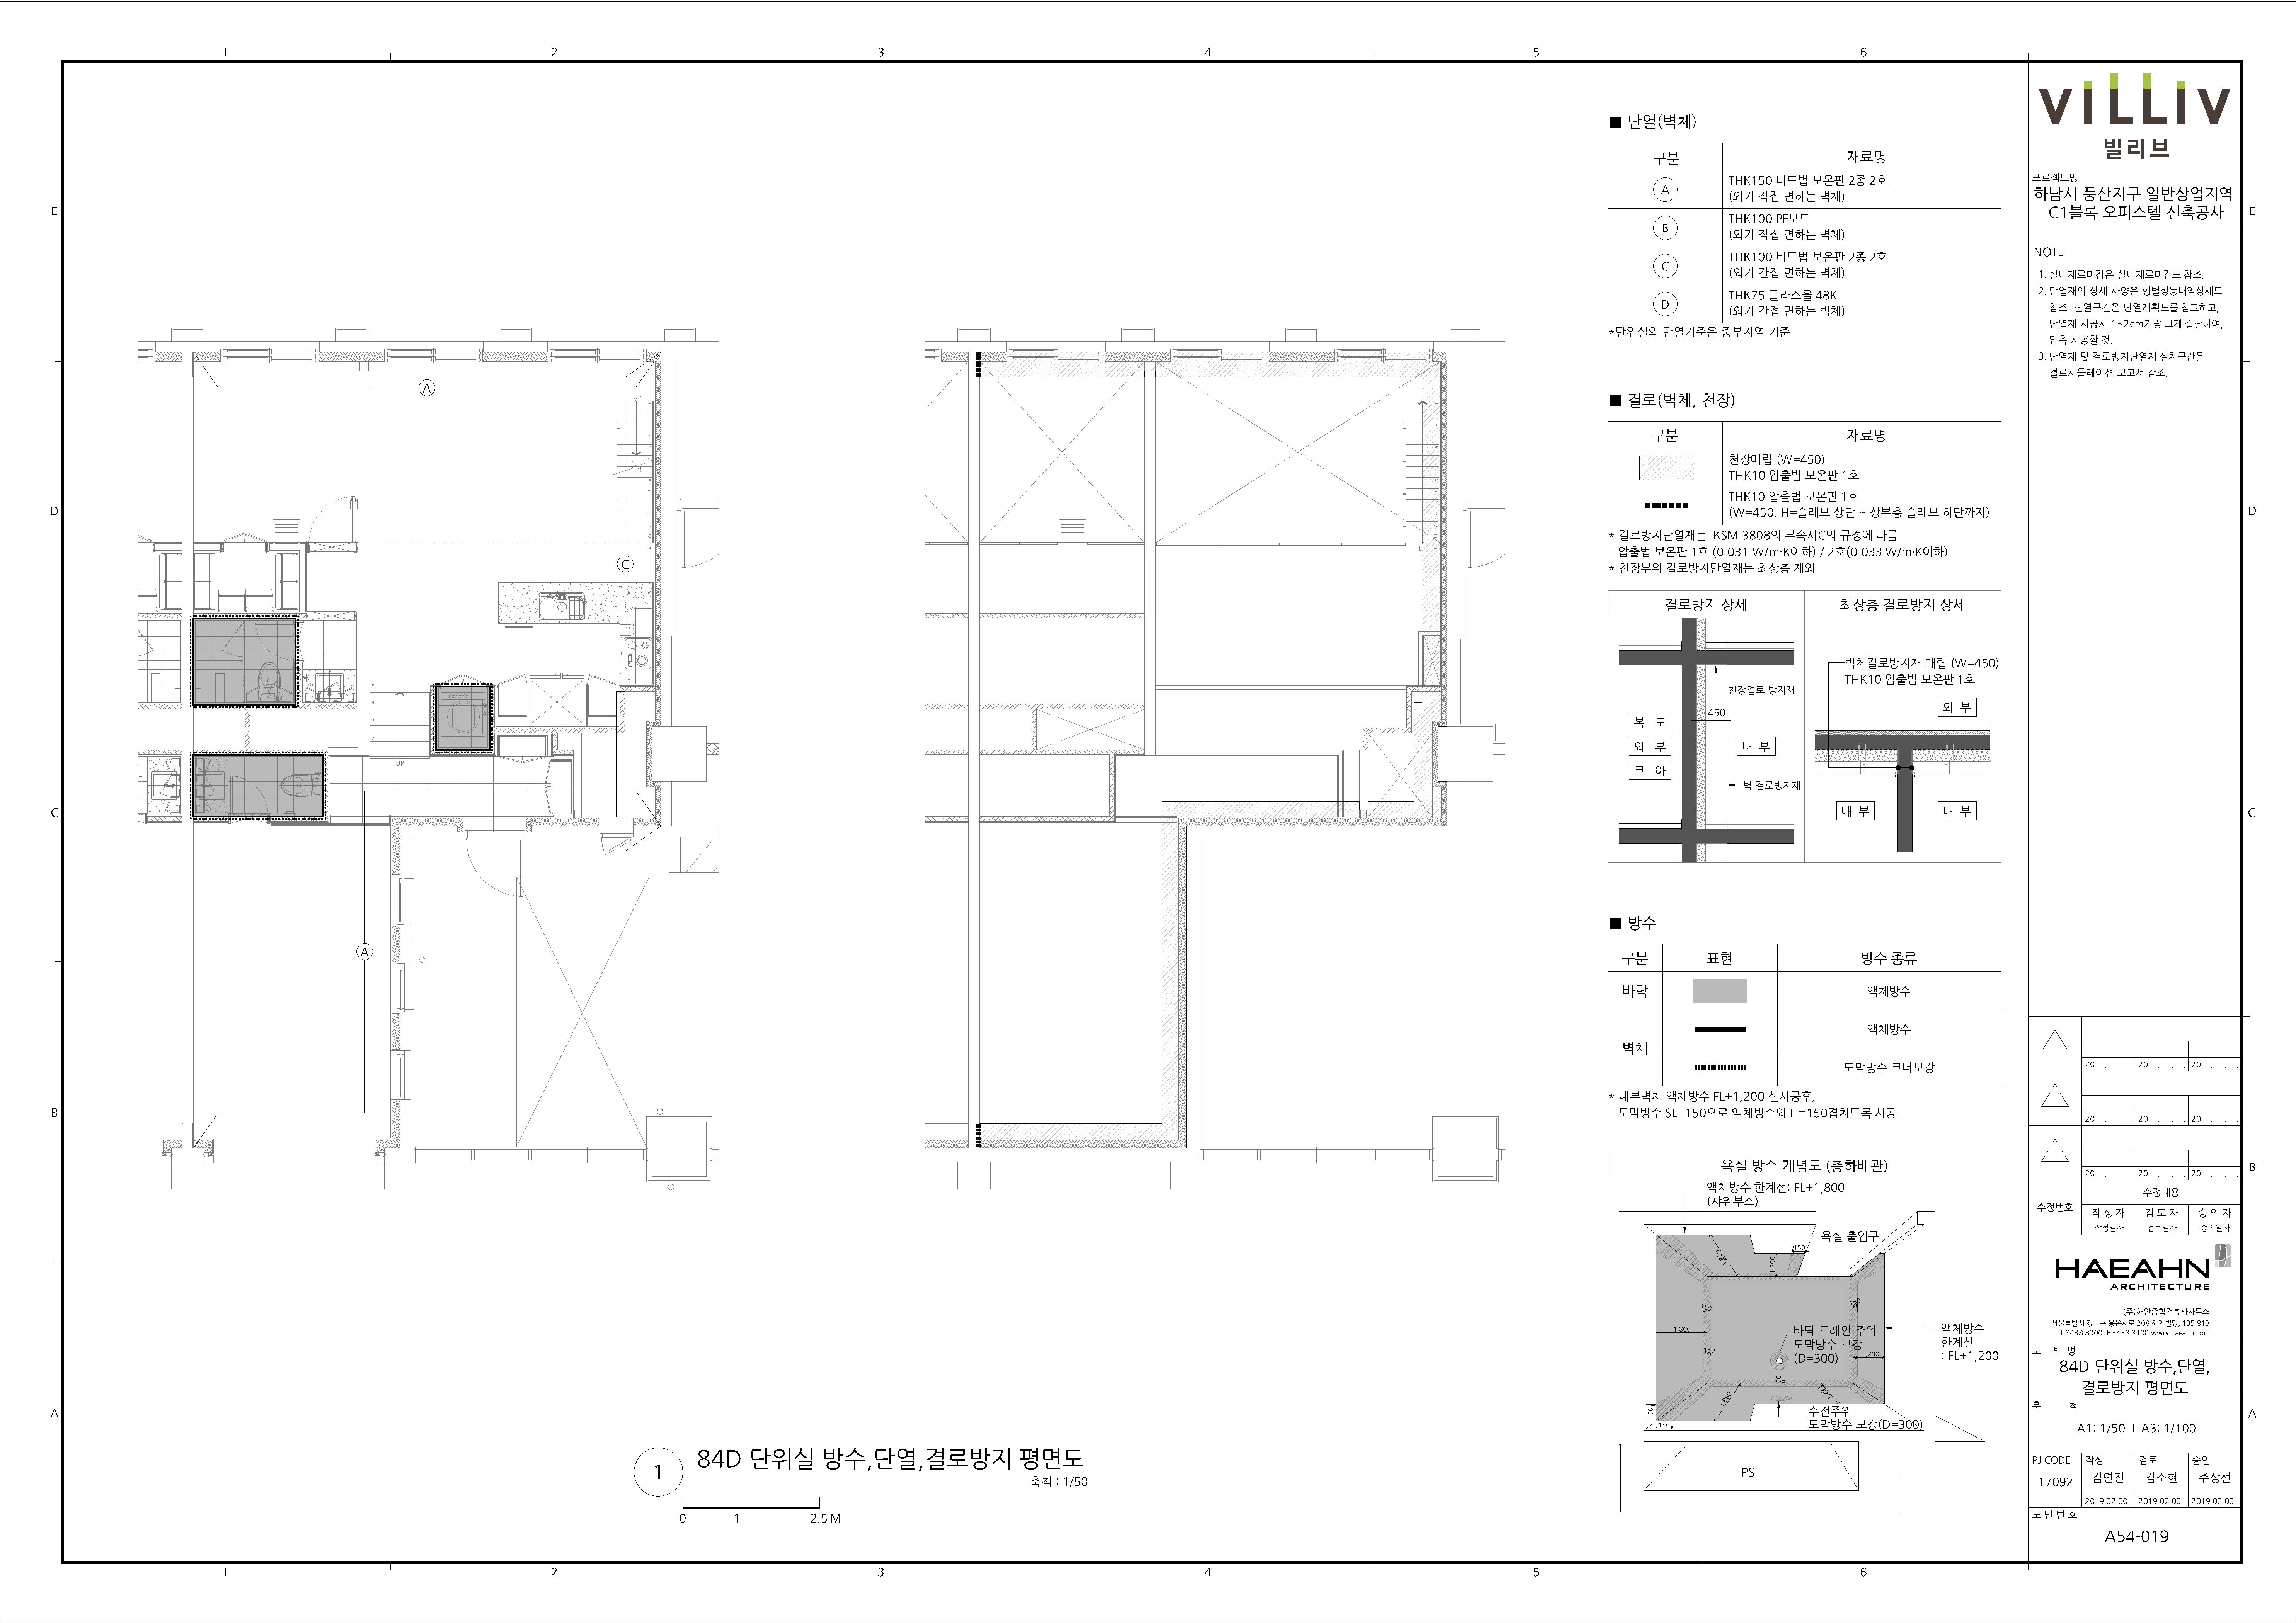 1 2 3 4 5 6
E
D
C
B
A
A
UP
C
UP
A
DN
■ 단열(벽체)
구분 재료명
A THK150 비드법 보온판 2종 2호
(외기 직접 면하는 벽체)
B THK100 PF보드
(외기 직접 면하는 벽체)
C THK100 비드법 보온판 2종 2호
(외기 간접 면하는 벽체)
D THK75 글라스울 48K
(외기 간접 면하는 벽체)
*단위실의 단열기준은 중부지역 기준
■ 결로(벽체, 천장)
구분 재료명
천장매립 (W=450)
THK10 압출법 보온판 1호
THK10 압출법 보온판 1호
(W=450, H=슬래브 상단 ~ 상부층 슬래브 하단까지)
* 결로방지단열재는 KSM 3808의 부속서C의 규정에 따름
압출법 보온판 1호 (0.031 W/m·K이하) / 2호(0.033 W/m·K이하)
* 천장부위 결로방지단열재는 최상층 제외
결로방지 상세
천장결로 방지재
450
복 도
외 부
코 아
내 부
벽 결로방지재
최상층 결로방지 상세
벽체결로방지재 매립 (W=450)
THK10 압출법 보온판 1호
외 부
내 부 내 부
■ 방수
구분 표현 방수 종류
바닥 액체방수
벽체 액체방수
도막방수 코너보강
* 내부벽체 액체방수 FL+1,200 선시공후,
도막방수 SL+150으로 액체방수와 H=150겹치도록 시공
욕실 방수 개념도 (층하배관)
액체방수 한계선: FL+1,800
(샤워부스)
욕실 출입구
1,860 1,290 150
150 150
1,860
바닥 드레인 주위
도막방수 보강
(D=300)
150
1,290
액체방수
한계선
: FL+1,200
150
1,860 1,290
150
150
수전주위
도막방수 보강(D=300)
PS
1
84D 단위실 방수,단열,결로방지 평면도
축척 : 1/50
0 1 2.5 M
VILLIV
빌리브
프로젝트명
하남시 풍산지구 일반상업지역
C1블록 오피스텔 신축공사
NOTE
1. 실내재료마감은 실내재료마감표 참조.
2. 단열재의 상세 사양은 형별성능내역상세도
참조. 단열구간은 단열계획도를 참고하고,
단열재 시공시 1~2cm가량 크게 절단하여,
압축 시공할 것.
3. 단열재 및 결로방지단열재 설치구간은
결로시뮬레이션 보고서 참조.
20 . . . 20 . . . 20 . . .
20 . . . 20 . . . 20 . . .
20 . . . 20 . . . 20 . . .
수정번호 수정내용
작 성 자 검 토 자 승 인 자
작성일자 검토일자 승인일자
HAEAHN
ARCHITECTURE
(주)해안종합건축사사무소
서울특별시 강남구 봉은사로 208 해안빌딩, 135-913
T.3438 8000 F.3438 8100 www.haeahn.com
도 면 명
84D 단위실 방수,단열,
결로방지 평면도
축 척
A1: 1/50 I A3: 1/100
PJ CODE 작성 검토 승인
17092 김연진 김소현 주상선
2019.02.00. 2019.02.00. 2019.02.00.
도 면 번 호
A54-019
E
D
C
B
A
1 2 3 4 5 6